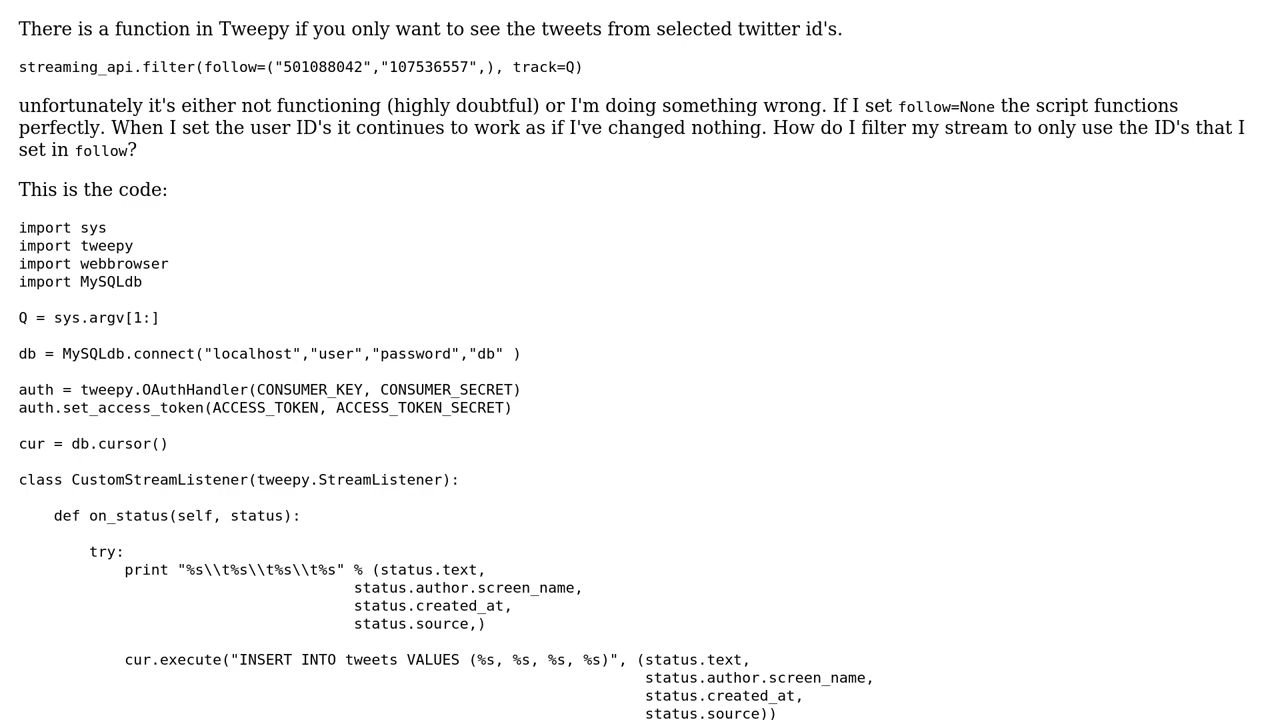 There is a function in Tweepy if you only want to see the tweets from selected twitter id's.
streaming_api.filter(follow=("501088042","107536557",), track=Q)
unfortunately it's either not functioning (highly doubtful) or I'm doing something wrong. If I set follow=None the script functions
perfectly. When I set the user ID's it continues to work as if I've changed nothing. How do I filter my stream to only use the ID's that I
set in follow?
This is the code:
import sys
import tweepy
import webbrowser
import MySQLdb
Q = sys.argv[1:]
db = MySQLdb.connect("localhost","user","password","db" )
auth = tweepy.OAuthHandler(CONSUMER_KEY, CONSUMER_SECRET)
auth.set_access_token(ACCESS_TOKEN, ACCESS_TOKEN_SECRET)
cur = db.cursor()
class CustomStreamListener(tweepy.StreamListener):
    def on_status(self, status):
        try:
            print "%s\\t%s\\t%s\\t%s" % (status.text,
                                      status.author.screen_name,
                                      status.created_at,
                                      status.source,)
            cur.execute("INSERT INTO tweets VALUES (%s, %s, %s, %s)", (status.text,
                                                                       status.author.screen_name,
                                                                       status.created_at,
                                                                       status.source))